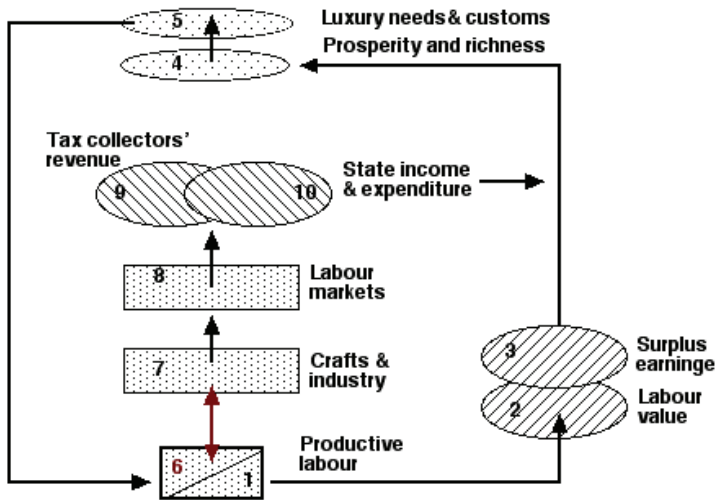 5
Luxury needs & customs
4
Prosperity and richness
Tax collectors'
revenue
9
10
State income
& expenditure
8
Labour
markets
3
Surplus
earninge
7
Crafts &
industry
2
Labour
value
6
1
Productive
labour